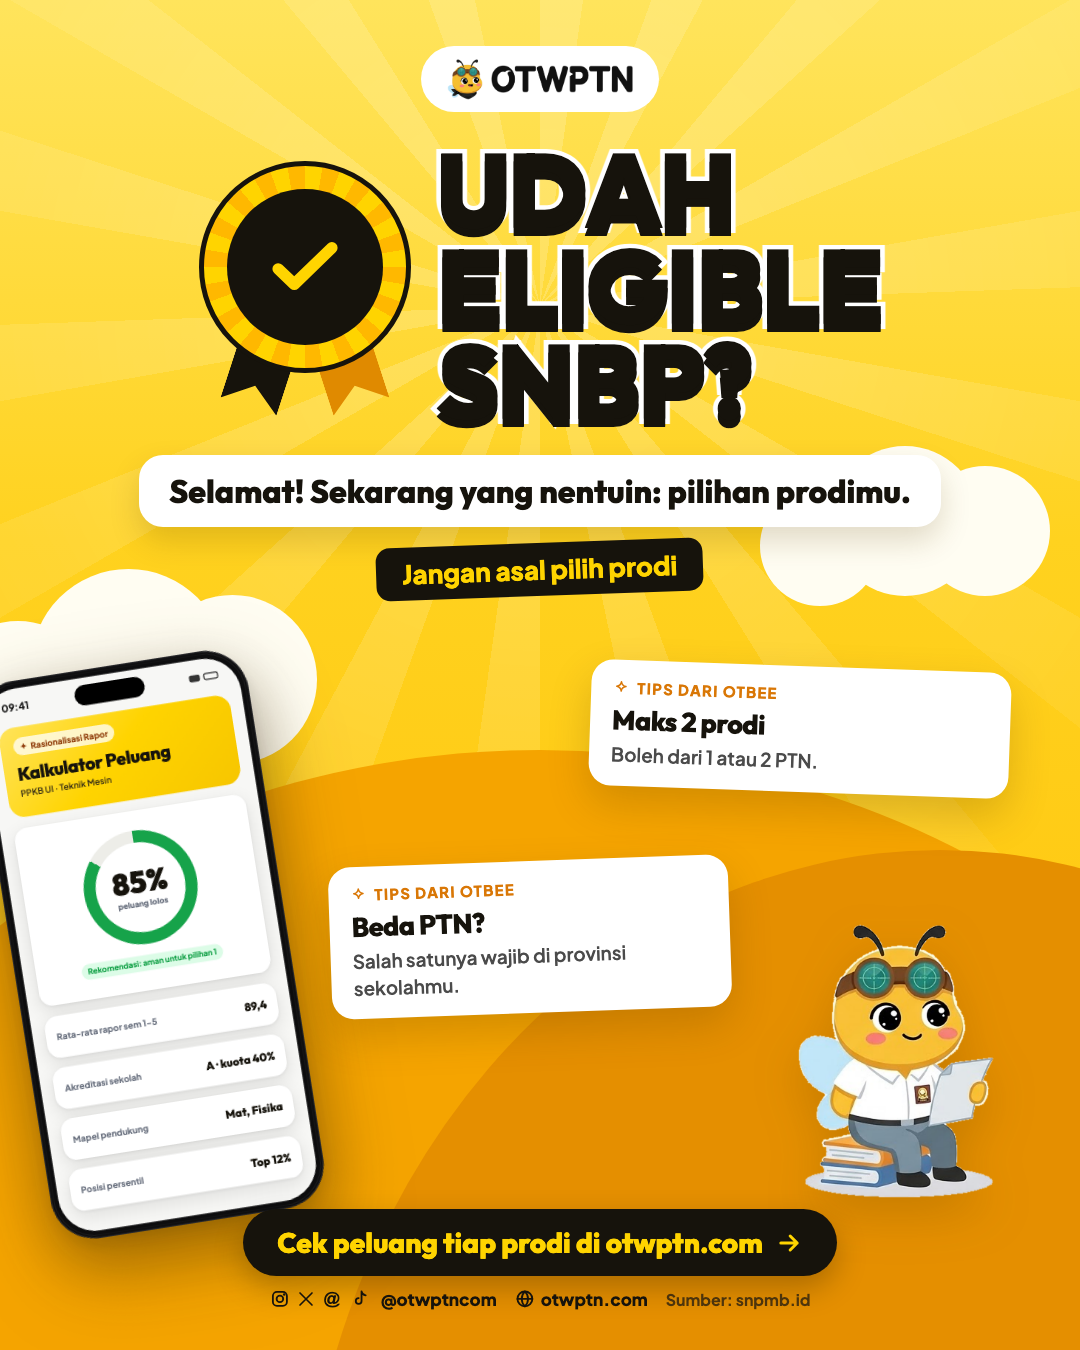 OTWPTN
UDAH
ELIGIBLE
SNBP?
Selamat! Sekarang yang nentuin: pilihan prodimu.
Jangan asal pilih prodi
TIPS DARI OTBEE
Maks 2 prodi
Boleh dari 1 atau 2 PTN.
TIPS DARI OTBEE
Beda PTN?
Salah satunya wajib di provinsi
sekolahmu.
09:41
Rasionalisasi Rapor
Kalkulator Peluang
PPKB UI · Teknik Mesin
85%
peluang lolos
Rekomendasi: aman untuk pilihan 1
Rata-rata rapor sem 1–5 89,4
Akreditasi sekolah A · kuota 40%
Mapel pendukung Mat, Fisika
Posisi persentil Top 12%
Cek peluang tiap prodi di otwptn.com →
@otwptncom otwptn.com Sumber: snpmb.id